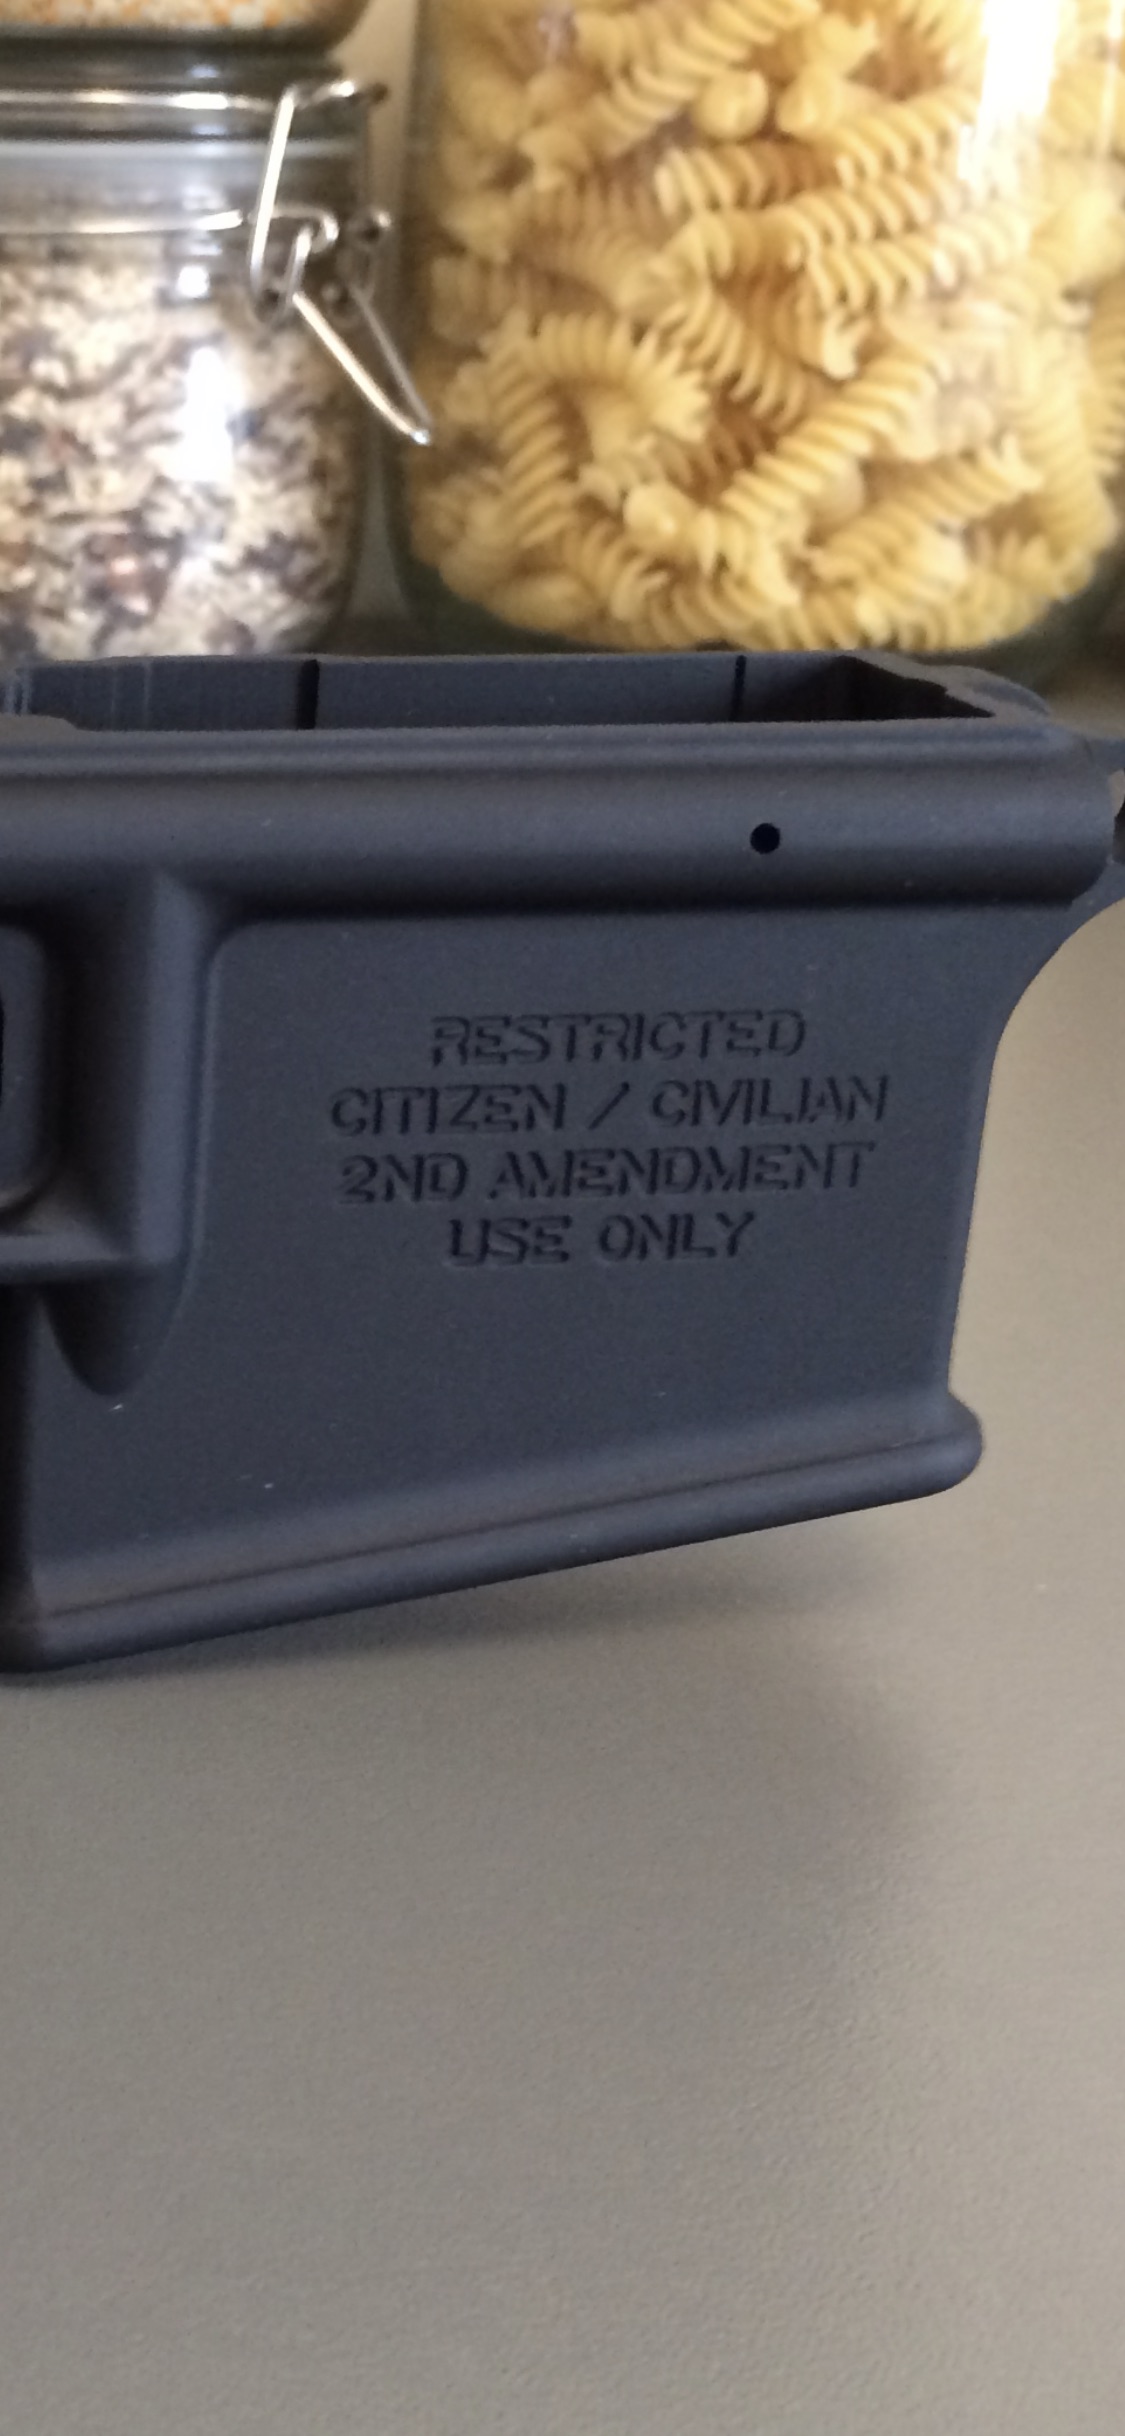 RESTRICTED
CITIZEN / CIVILIAN
2ND AMENDMENT
USE ONLY